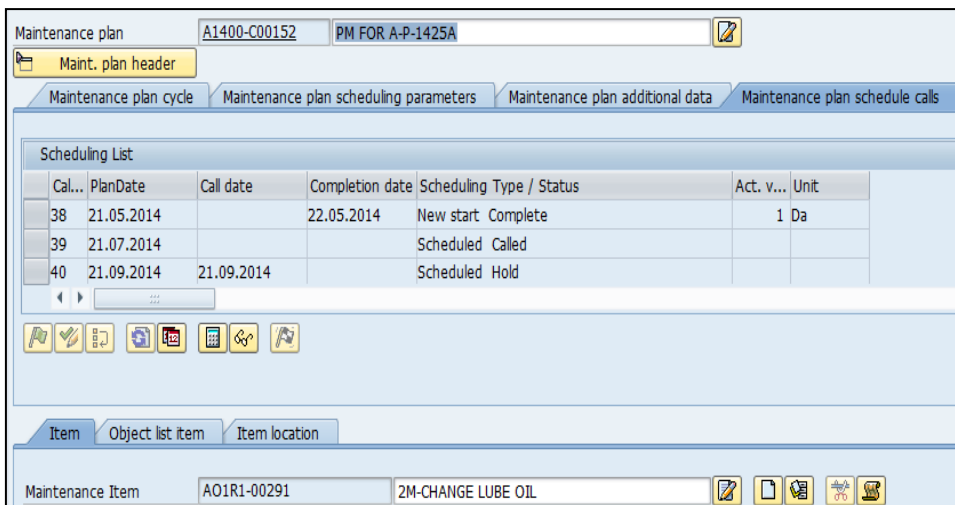 Maintenance plan A1400-C00152 PM FOR A-P-1425A
Maint. plan header
Maintenance plan cycle Maintenance plan scheduling parameters Maintenance plan additional data Maintenance plan schedule calls
Scheduling List
Cal... PlanDate Call date Completion date Scheduling Type / Status Act. v... Unit
38 21.05.2014 22.05.2014 New start Complete 1 Da
39 21.07.2014 Scheduled Called
40 21.09.2014 21.09.2014 Scheduled Hold
Item Object list item Item location
Maintenance Item AO1R1-00291 2M-CHANGE LUBE OIL